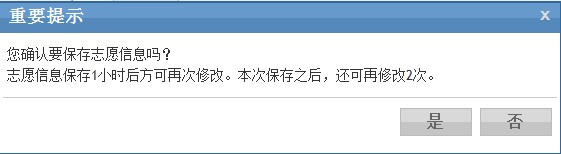 重要提示
x
您确认要保存志愿信息吗？
志愿信息保存1小时后方可再次修改。本次保存之后，还可再修改2次。
是 否